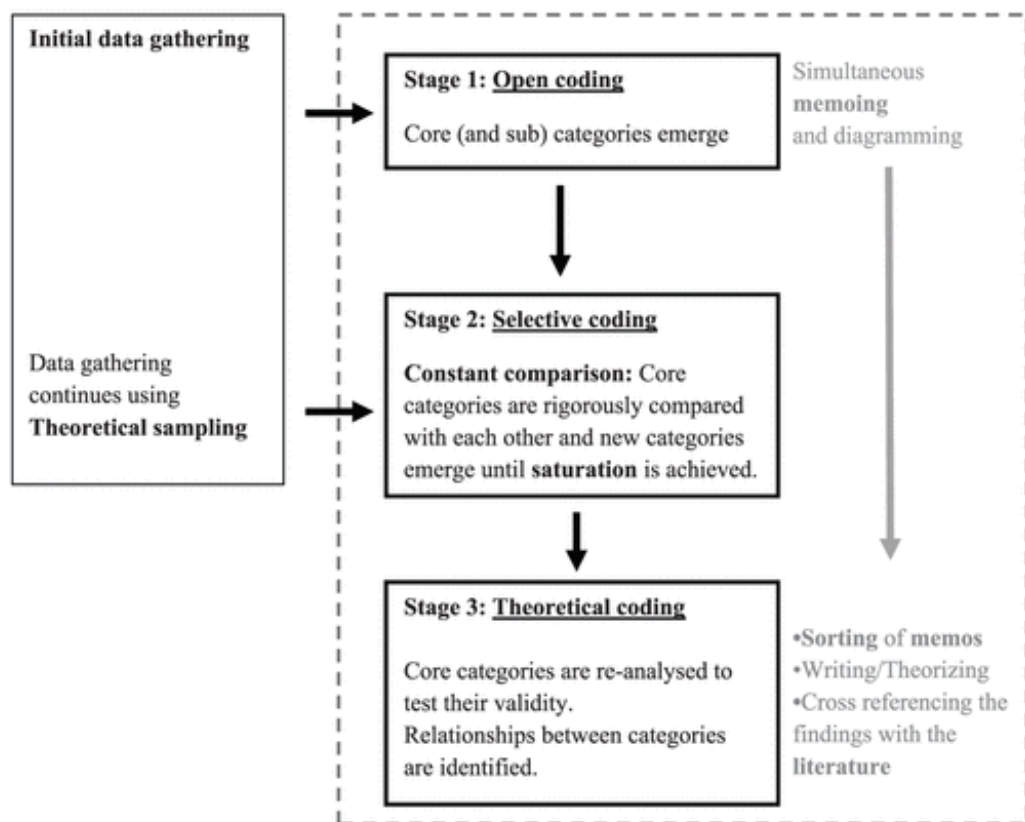 Initial data gathering
Data gathering
continues using
Theoretical sampling
Stage 1: Open coding
Core (and sub) categories emerge
Simultaneous
memoing
and diagramming
Stage 2: Selective coding
Constant comparison: Core
categories are rigorously compared
with each other and new categories
emerge until saturation is achieved.
Stage 3: Theoretical coding
Core categories are re-analysed to
test their validity.
Relationships between categories
are identified.
•Sorting of memos
•Writing/Theorizing
•Cross referencing the
findings with the
literature